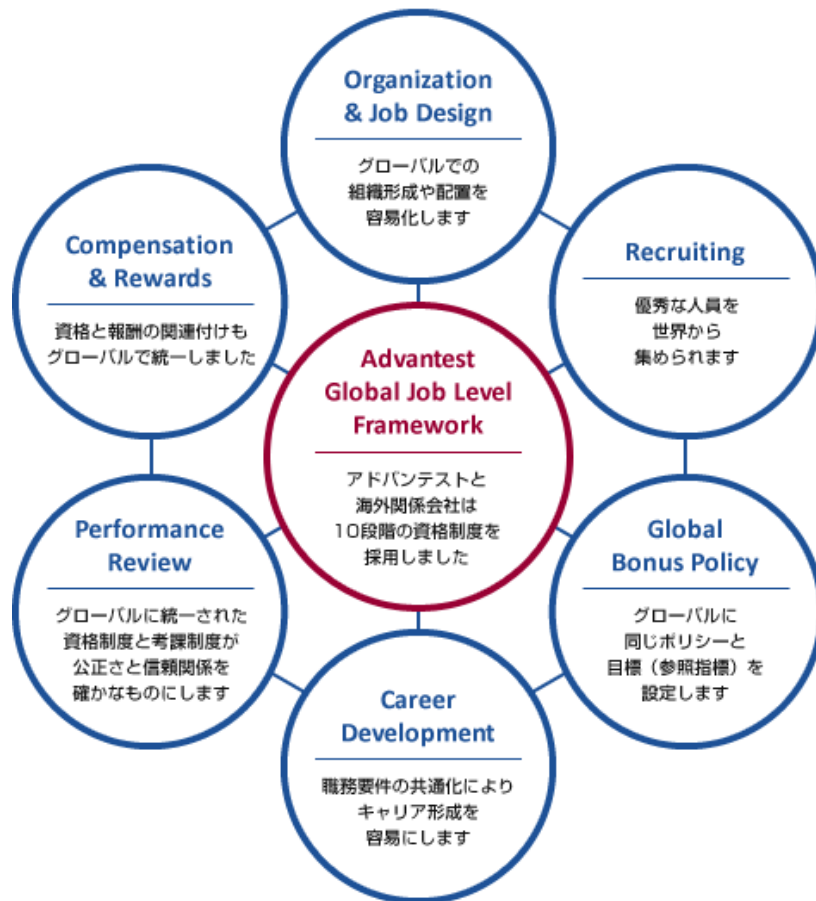 Organization
& Job Design
グローバルでの
組織形成や配置を
容易化します
Compensation
& Rewards
資格と報酬の関連付けも
グローバルで統一しました
Recruiting
優秀な人員を
世界から
集められます
Advantest
Global Job Level
Framework
アドバンテストと
海外関係会社は
10段階の資格制度を
採用しました
Performance
Review
グローバルに統一された
資格制度と考課制度が
公正さと信頼関係を
確かなものにします
Global
Bonus Policy
グローバルに
同じポリシーと
目標（参照指標）を
設定します
Career
Development
職務要件の共通化により
キャリア形成を
容易にします